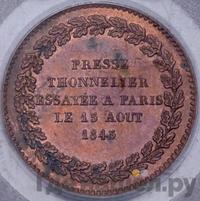 PRESSE
THONNELIER
ESSAYÉE A PARIS
LE 15 AOUT
1845